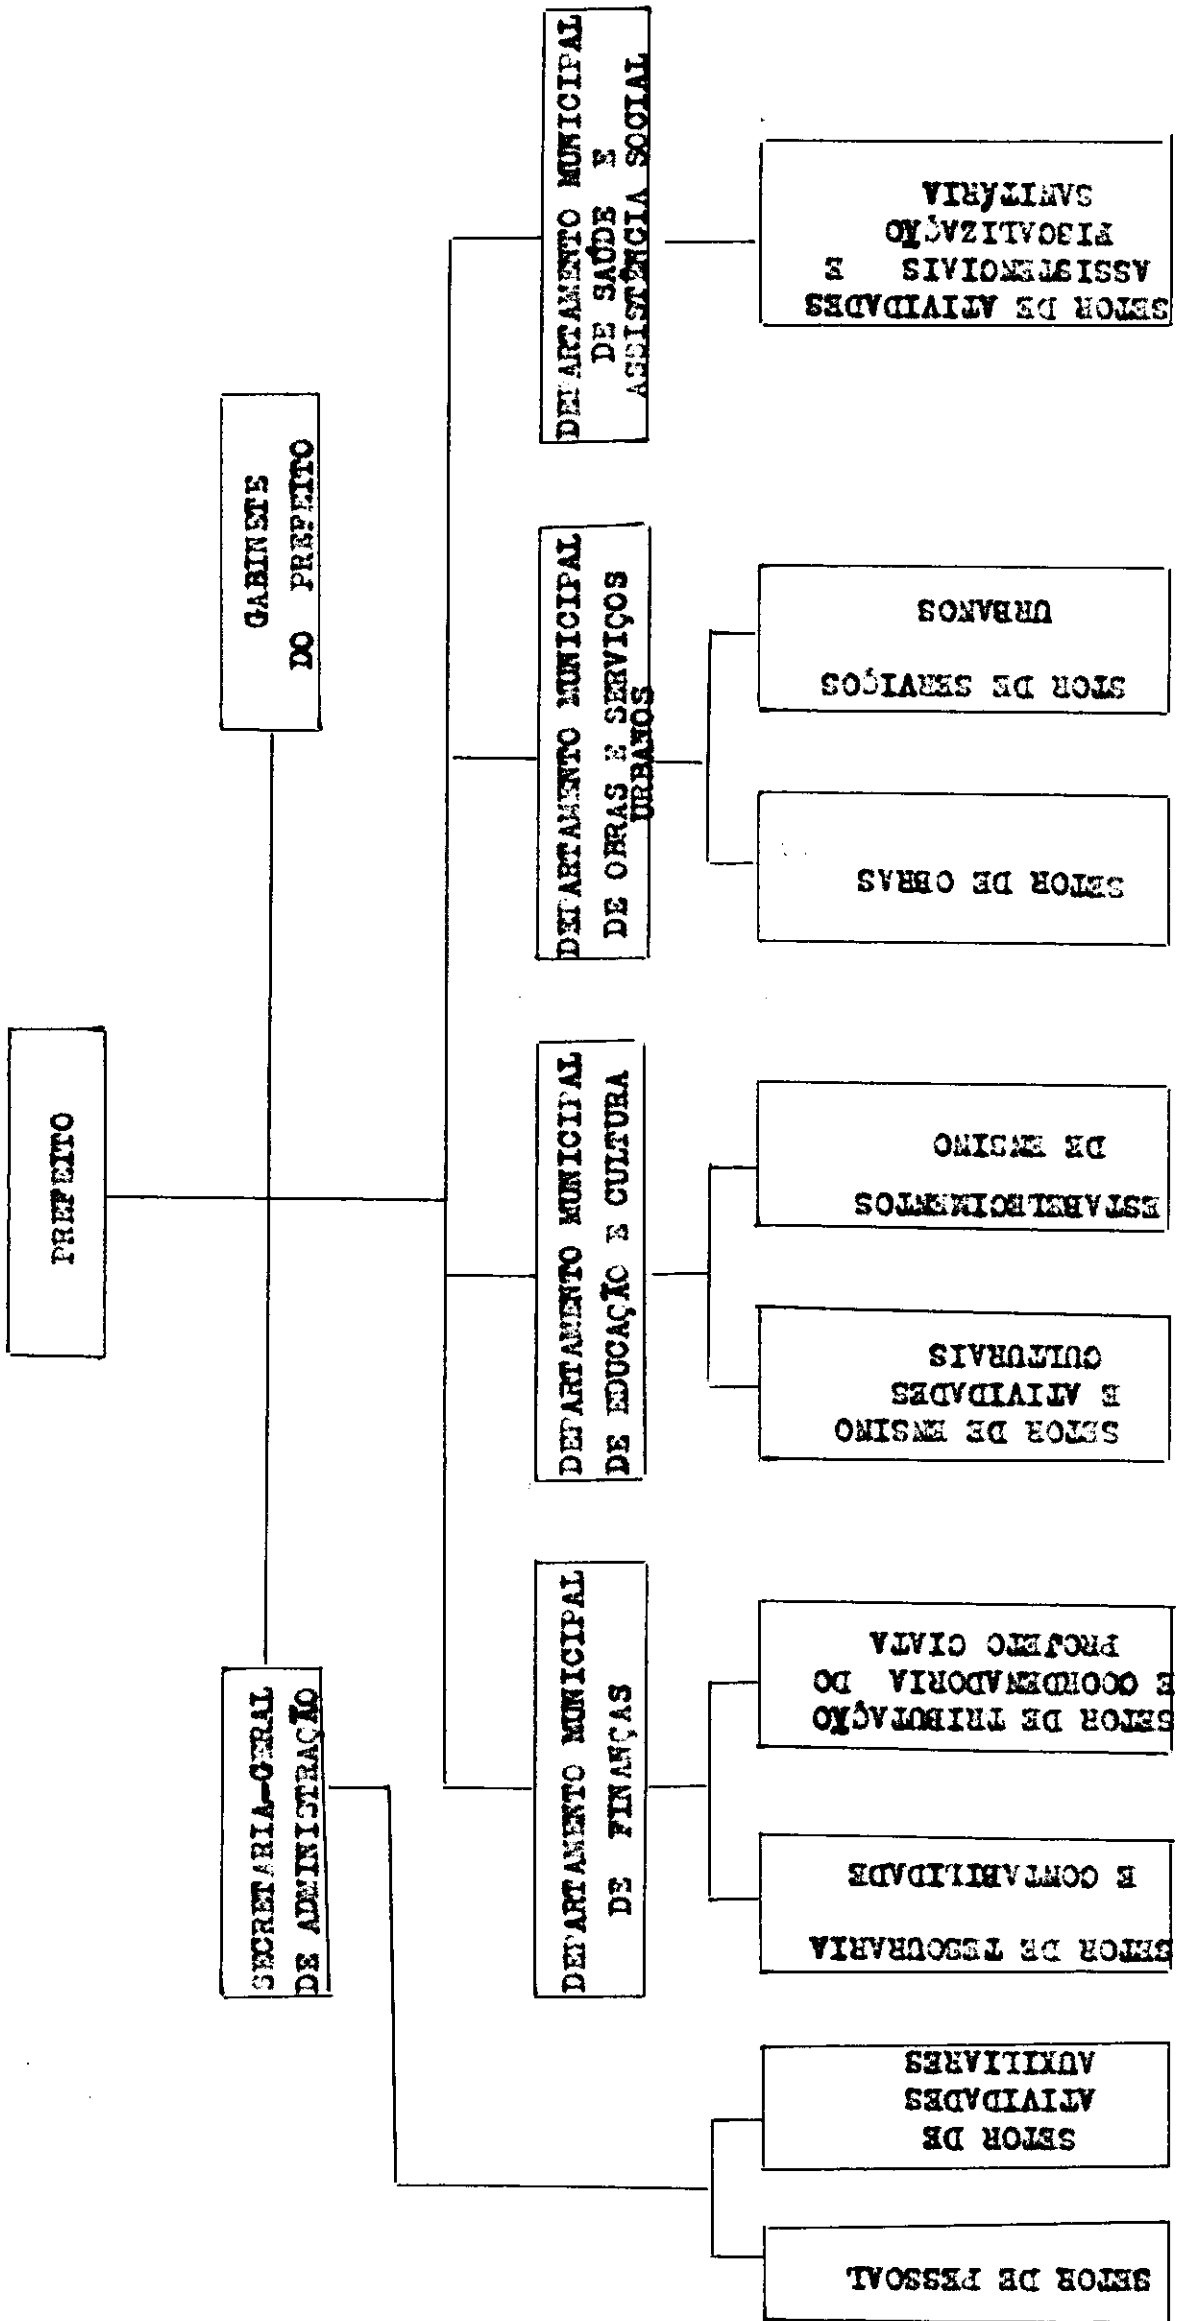 PREFEITO
SECRETARIA-GERAL
DE ADMINISTRAÇÃO
GABINETE
DO PREFEITO
DEPARTAMENTO MUNICIPAL
DE FINANÇAS
DEPARTAMENTO MUNICIPAL
DE EDUCAÇÃO E CULTURA
DEPARTAMENTO MUNICIPAL
DE OBRAS E SERVIÇOS
URBANOS
DEPARTAMENTO MUNICIPAL
DE SAÚDE E
ASSISTÊNCIA SOCIAL
SETOR DE PESSOAL
SETOR DE
ATIVIDADES
AUXILIARES
SETOR DE TESOURARIA
E CONTABILIDADE
SETOR DE TRIBUTAÇÃO
E COORDENADORIA DO
PROJETO CIATA
SETOR DE ENSINO
E ATIVIDADES
CULTURAIS
ESTABELECIMENTOS
DE ENSINO
SETOR DE OBRAS
STOR DE SERVIÇOS
URBANOS
SETOR DE ATIVIDADES
ASSISTENCIAIS E
FISCALIZAÇÃO
SANITÁRIA